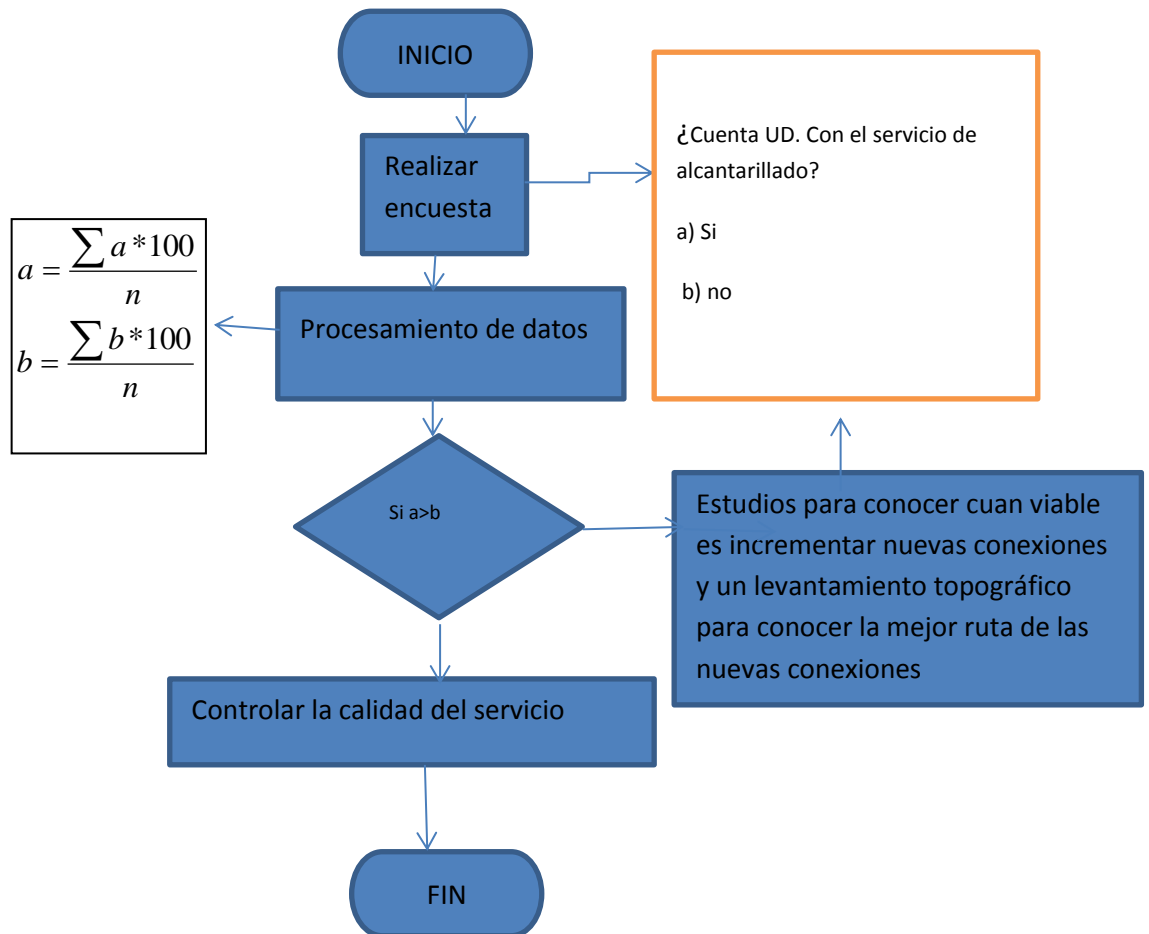 INICIO
Realizar
encuesta
¿Cuenta UD. Con el servicio de
alcantarillado?
a) Si
b) no
Procesamiento de datos
a = ∑ a *100 / n
b = ∑ b *100 / n
Si a>b
Estudios para conocer cuan viable
es incrementar nuevas conexiones
y un levantamiento topográfico
para conocer la mejor ruta de las
nuevas conexiones
Controlar la calidad del servicio
FIN